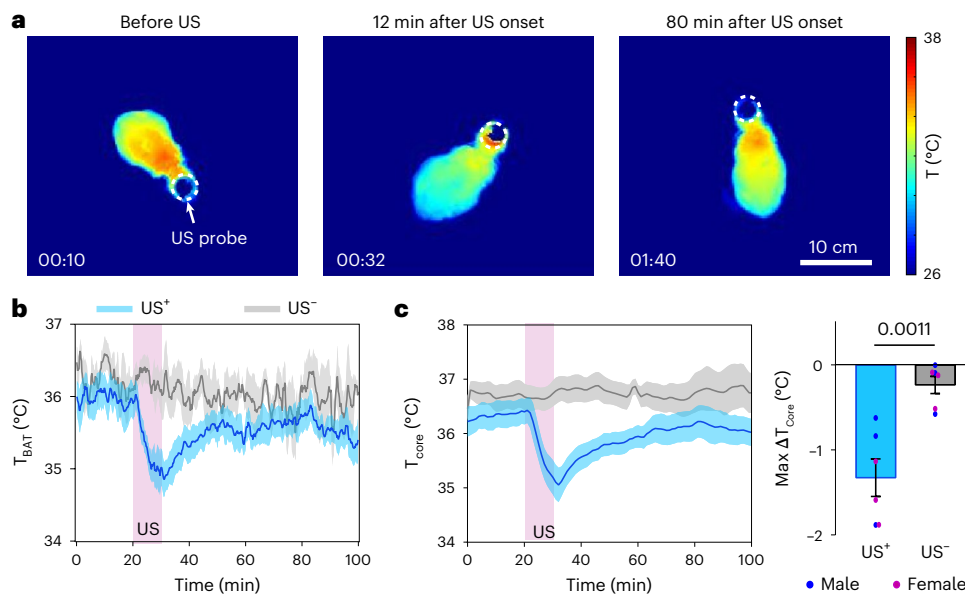 a
Before US
12 min after US onset
80 min after US onset
US probe
00:10
00:32
10 cm
01:40
38
T (°C)
26
b
US+
US−
37
36
35
34
T_BAT (°C)
US
0 20 40 60 80 100
Time (min)
c
38
37
36
35
34
T_core (°C)
US
0 20 40 60 80 100
Time (min)
0.0011
0
−1
−2
Max ΔT_Core (°C)
US+ US−
Male Female